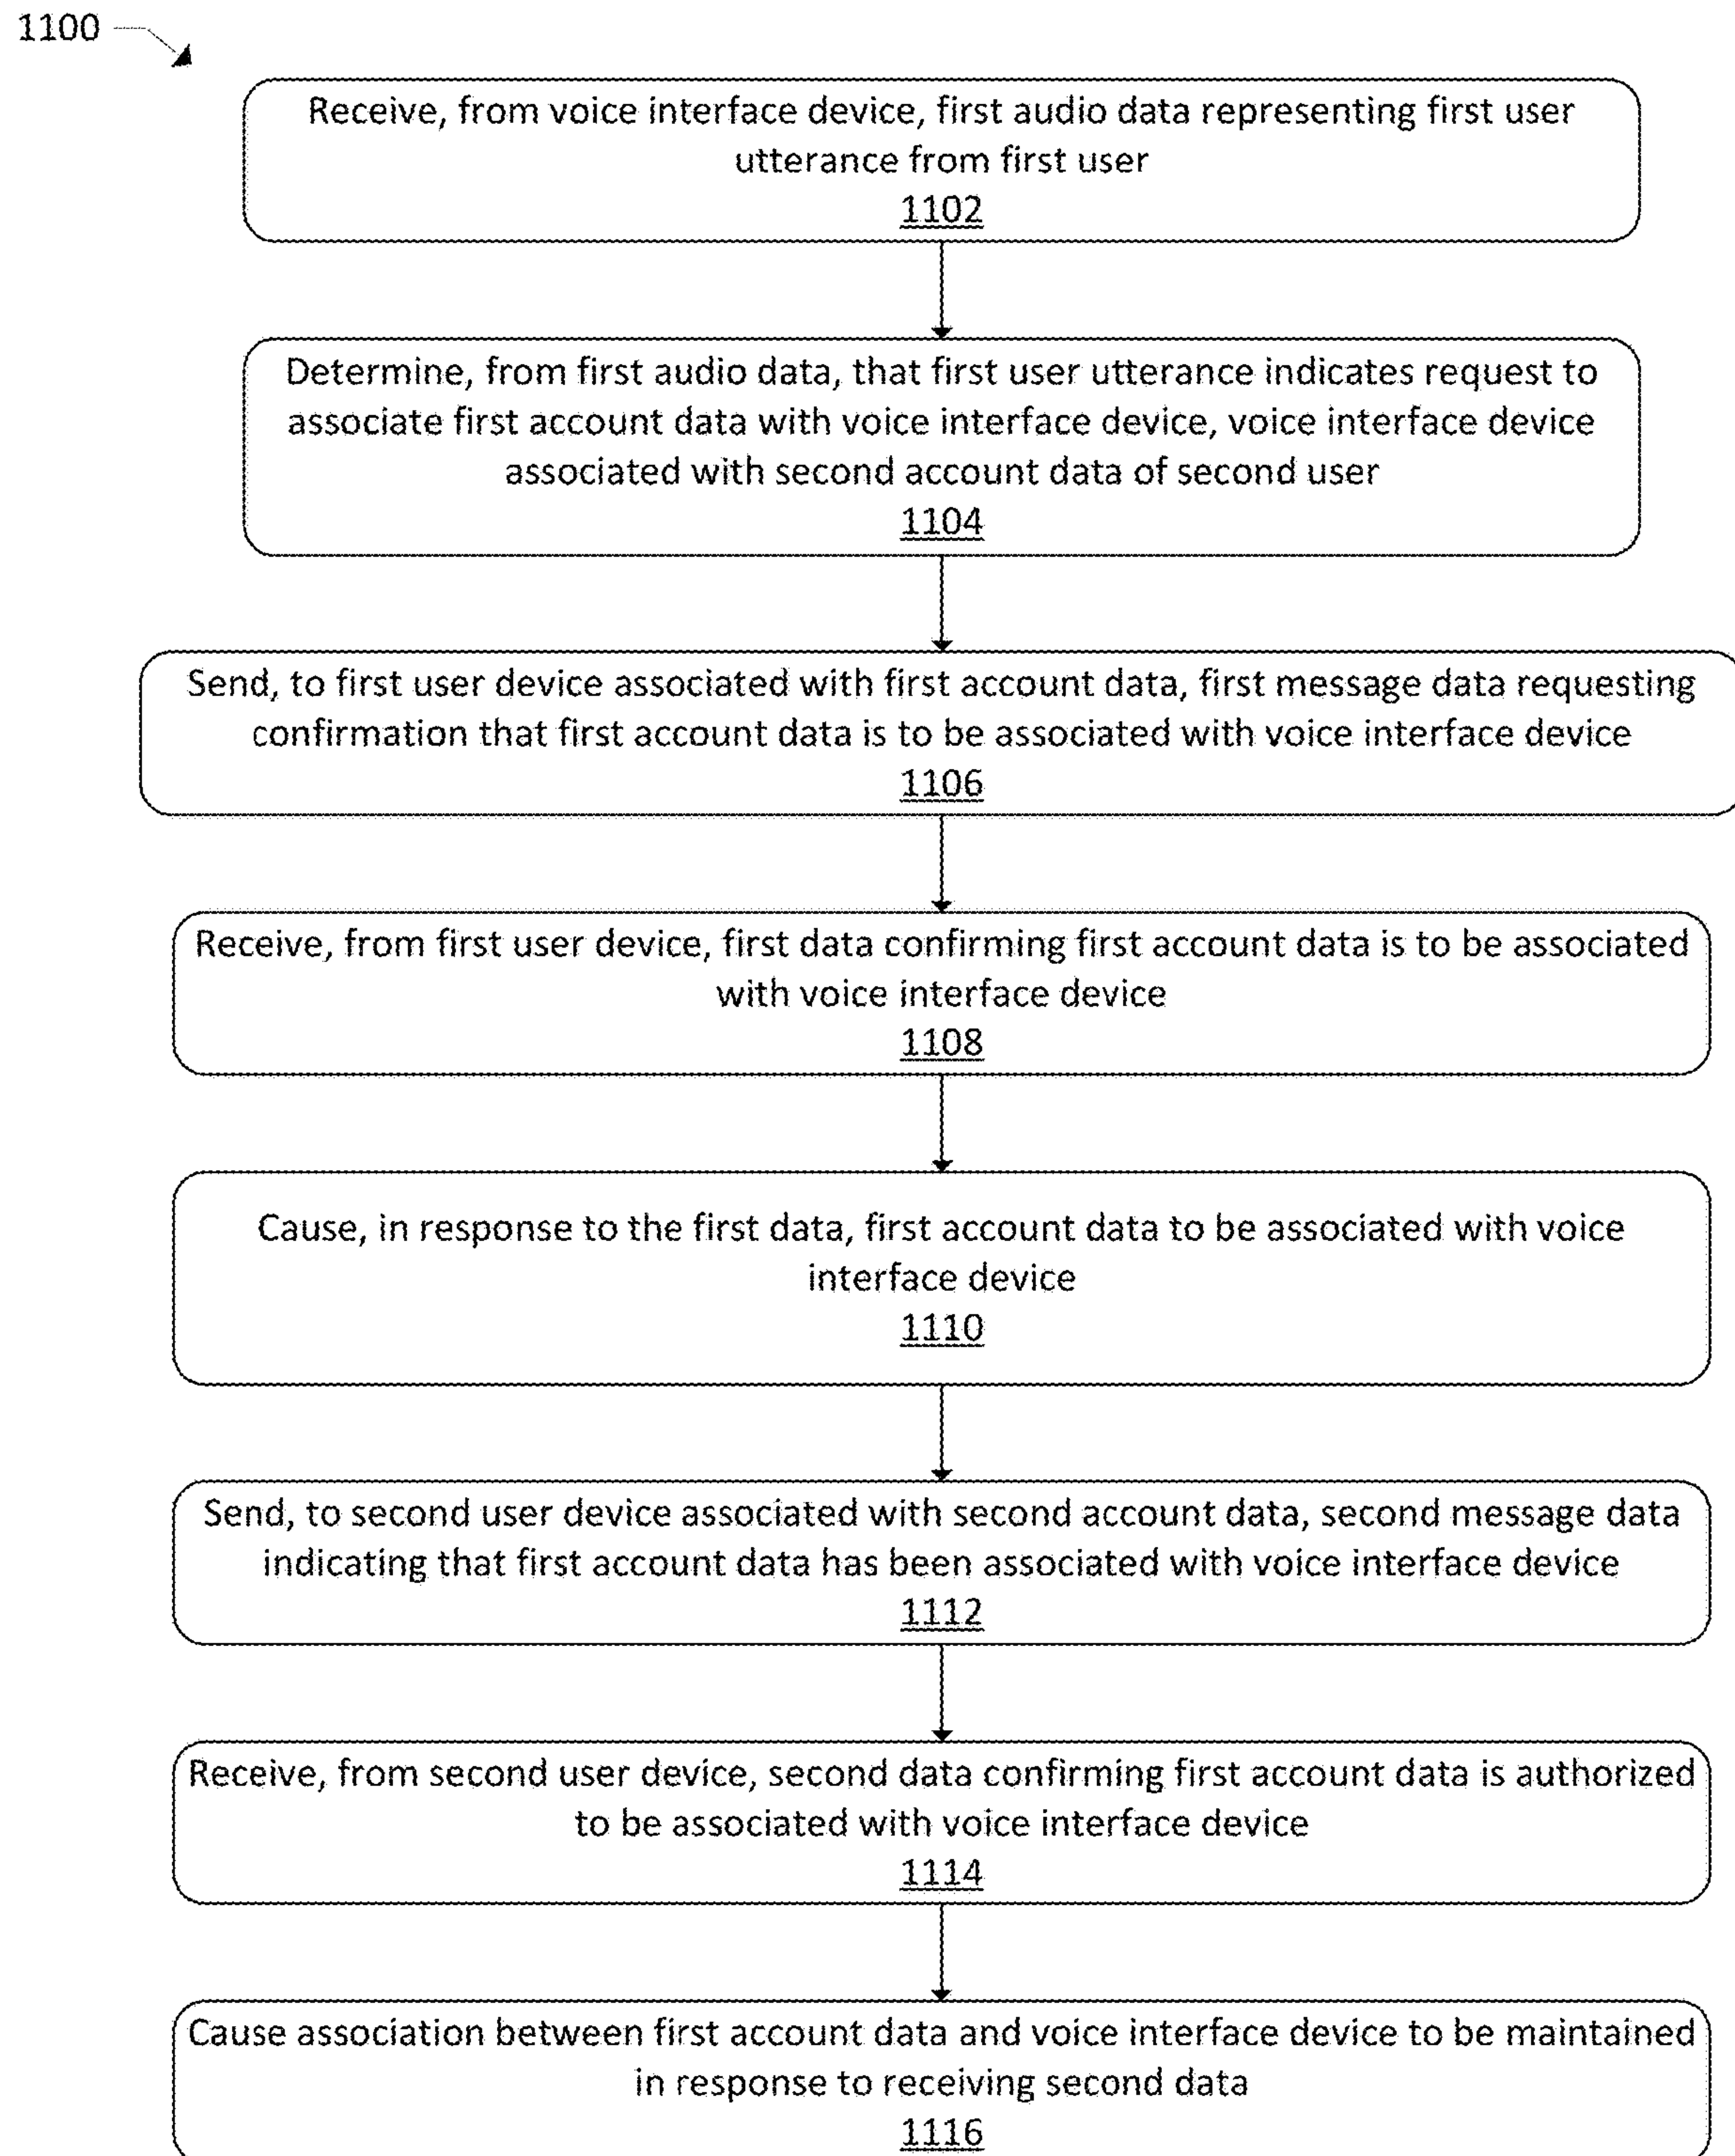 1100
Receive, from voice interface device, first audio data representing first user
utterance from first user
1102
Determine, from first audio data, that first user utterance indicates request to
associate first account data with voice interface device, voice interface device
associated with second account data of second user
1104
Send, to first user device associated with first account data, first message data requesting
confirmation that first account data is to be associated with voice interface device
1106
Receive, from first user device, first data confirming first account data is to be associated
with voice interface device
1108
Cause, in response to the first data, first account data to be associated with voice
interface device
1110
Send, to second user device associated with second account data, second message data
indicating that first account data has been associated with voice interface device
1112
Receive, from second user device, second data confirming first account data is authorized
to be associated with voice interface device
1114
Cause association between first account data and voice interface device to be maintained
in response to receiving second data
1116